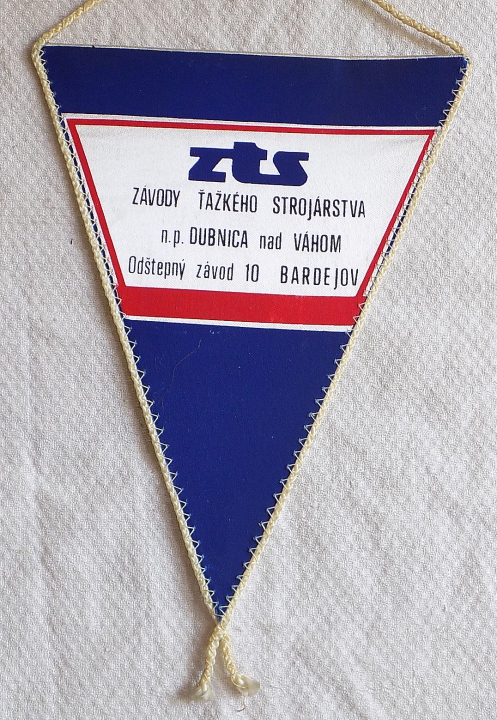 zts
ZÁVODY ŤAŽKÉHO STROJÁRSTVA
n.p. DUBNICA nad VÁHOM
Odštepný závod 10 BARDEJOV